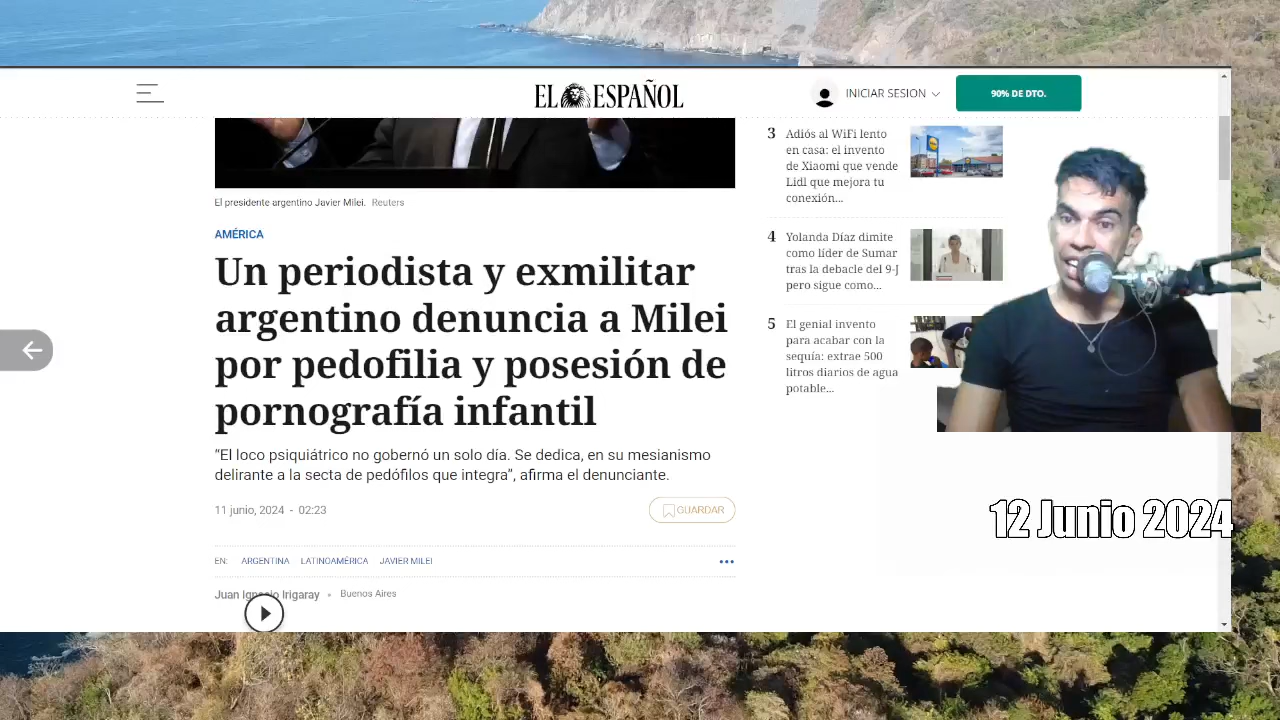 EL ESPAÑOL
INICIAR SESION
90% DE DTO.
El presidente argentino Javier Milei. Reuters
AMÉRICA
Un periodista y exmilitar
argentino denuncia a Milei
por pedofilia y posesión de
pornografía infantil
“El loco psiquiátrico no gobernó un solo día. Se dedica, en su mesianismo
delirante a la secta de pedófilos que integra”, afirma el denunciante.
11 junio, 2024 - 02:23
GUARDAR
EN: ARGENTINA LATINOAMÉRICA JAVIER MILEI
Juan Ignacio Irigaray • Buenos Aires
3 Adiós al WiFi lento
en casa: el invento
de Xiaomi que vende
Lidl que mejora tu
conexión...
4 Yolanda Díaz dimite
como líder de Sumar
tras la debacle del 9-J
pero sigue como...
5 El genial invento
para acabar con la
sequía: extrae 500
litros diarios de agua
potable...
12 Junio 2024